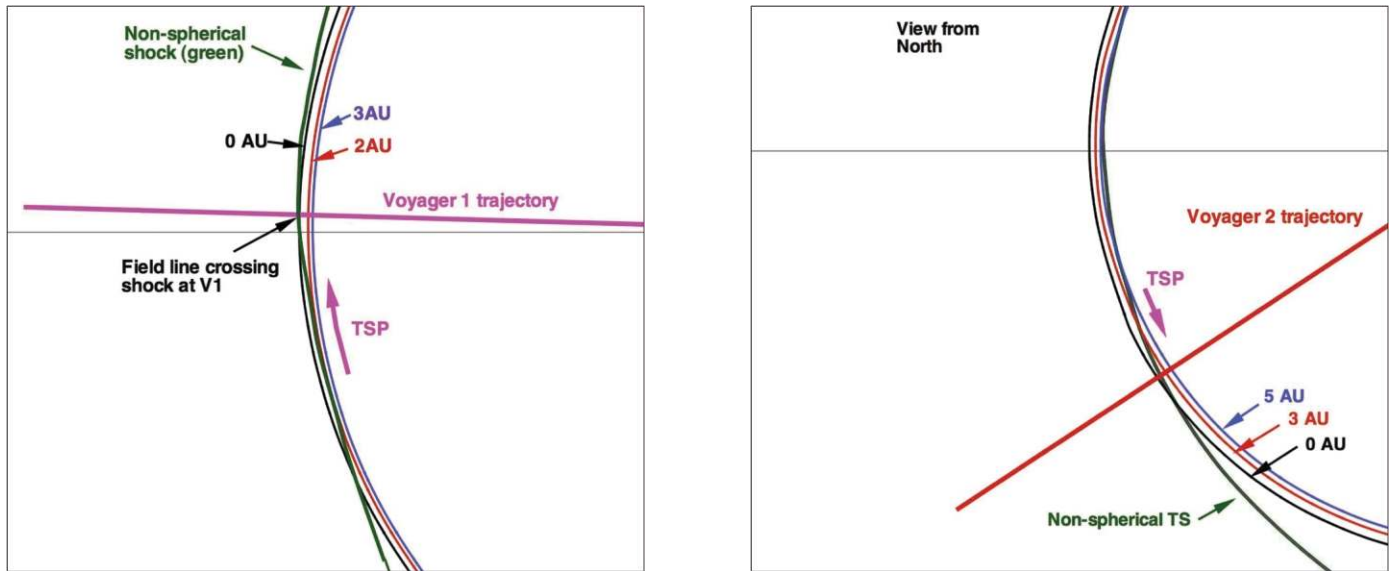 Non-spherical
shock (green)
3AU
0 AU
2AU
Voyager 1 trajectory
Field line crossing
shock at V1
TSP
View from
North
Voyager 2 trajectory
TSP
5 AU
3 AU
0 AU
Non-spherical TS